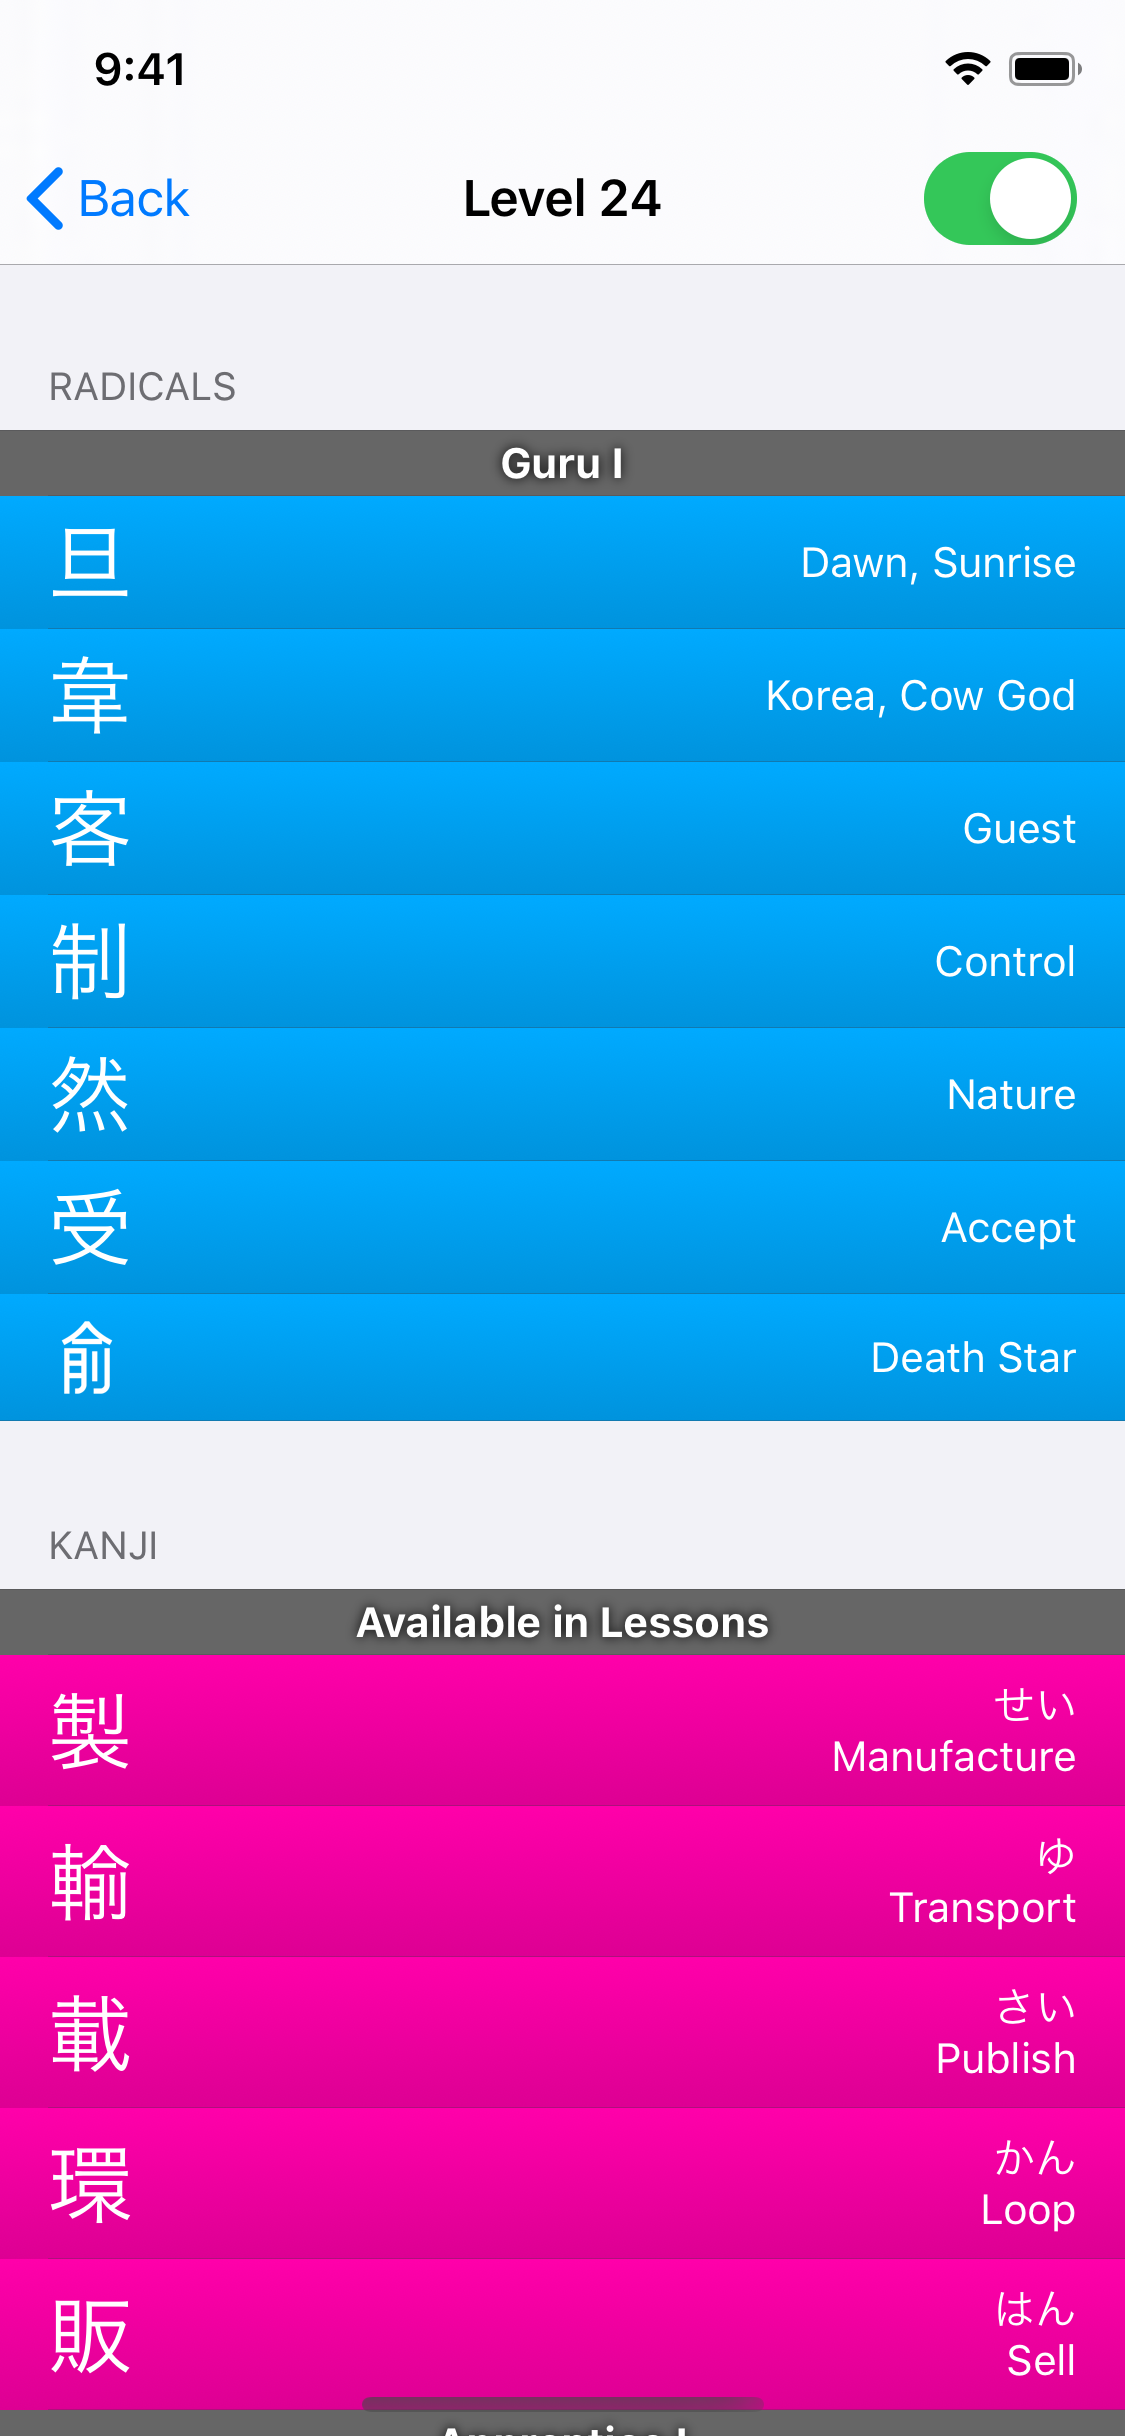 9:41
Back
Level 24
RADICALS
Guru I
旦 Dawn, Sunrise
韋 Korea, Cow God
客 Guest
制 Control
然 Nature
受 Accept
俞 Death Star
KANJI
Available in Lessons
製 せい
Manufacture
輸 ゆ
Transport
載 さい
Publish
環 かん
Loop
販 はん
Sell
Apprentice I